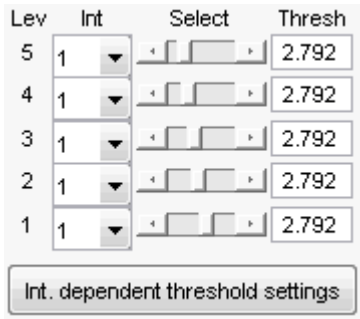 Lev Int Select Thresh
5 1 2.792
4 1 2.792
3 1 2.792
2 1 2.792
1 1 2.792
Int. dependent threshold settings